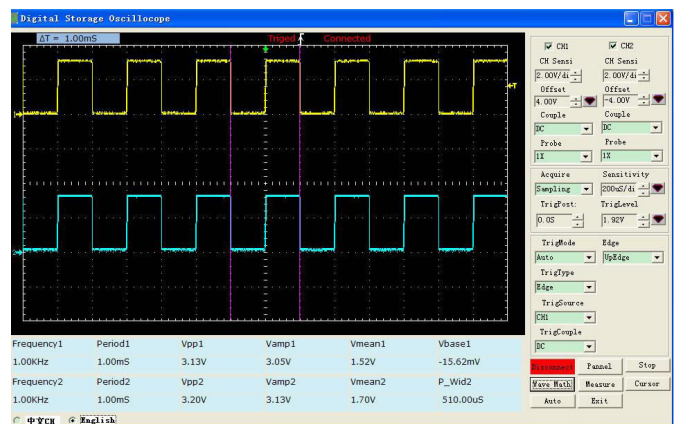 Digital Storage Oscillocope
ΔT = 1.00mS Triged Connected
CH1 CH2
CH Sensi CH Sensi
2.00V/di 2.00V/di
Offset Offset
4.00V -4.00V
Couple Couple
DC DC
Probe Probe
1X 1X
Acquire Sensitivity
Sampling 200uS/di
TrigPost: TrigLevel
0.0S 1.92V
TrigMode Edge
Auto UpEdge
TrigType
Edge
TrigSource
CH1
TrigCouple
DC
Disconnect Pannel Stop
Wave Math Measure Cursor
Auto Exit
Frequency1 Period1 Vpp1 Vamp1 Vmean1 Vbase1
1.00KHz 1.00mS 3.13V 3.05V 1.52V -15.62mV
Frequency2 Period2 Vpp2 Vamp2 Vmean2 P_Wid2
1.00KHz 1.00mS 3.20V 3.13V 1.70V 510.00uS
中文CH English